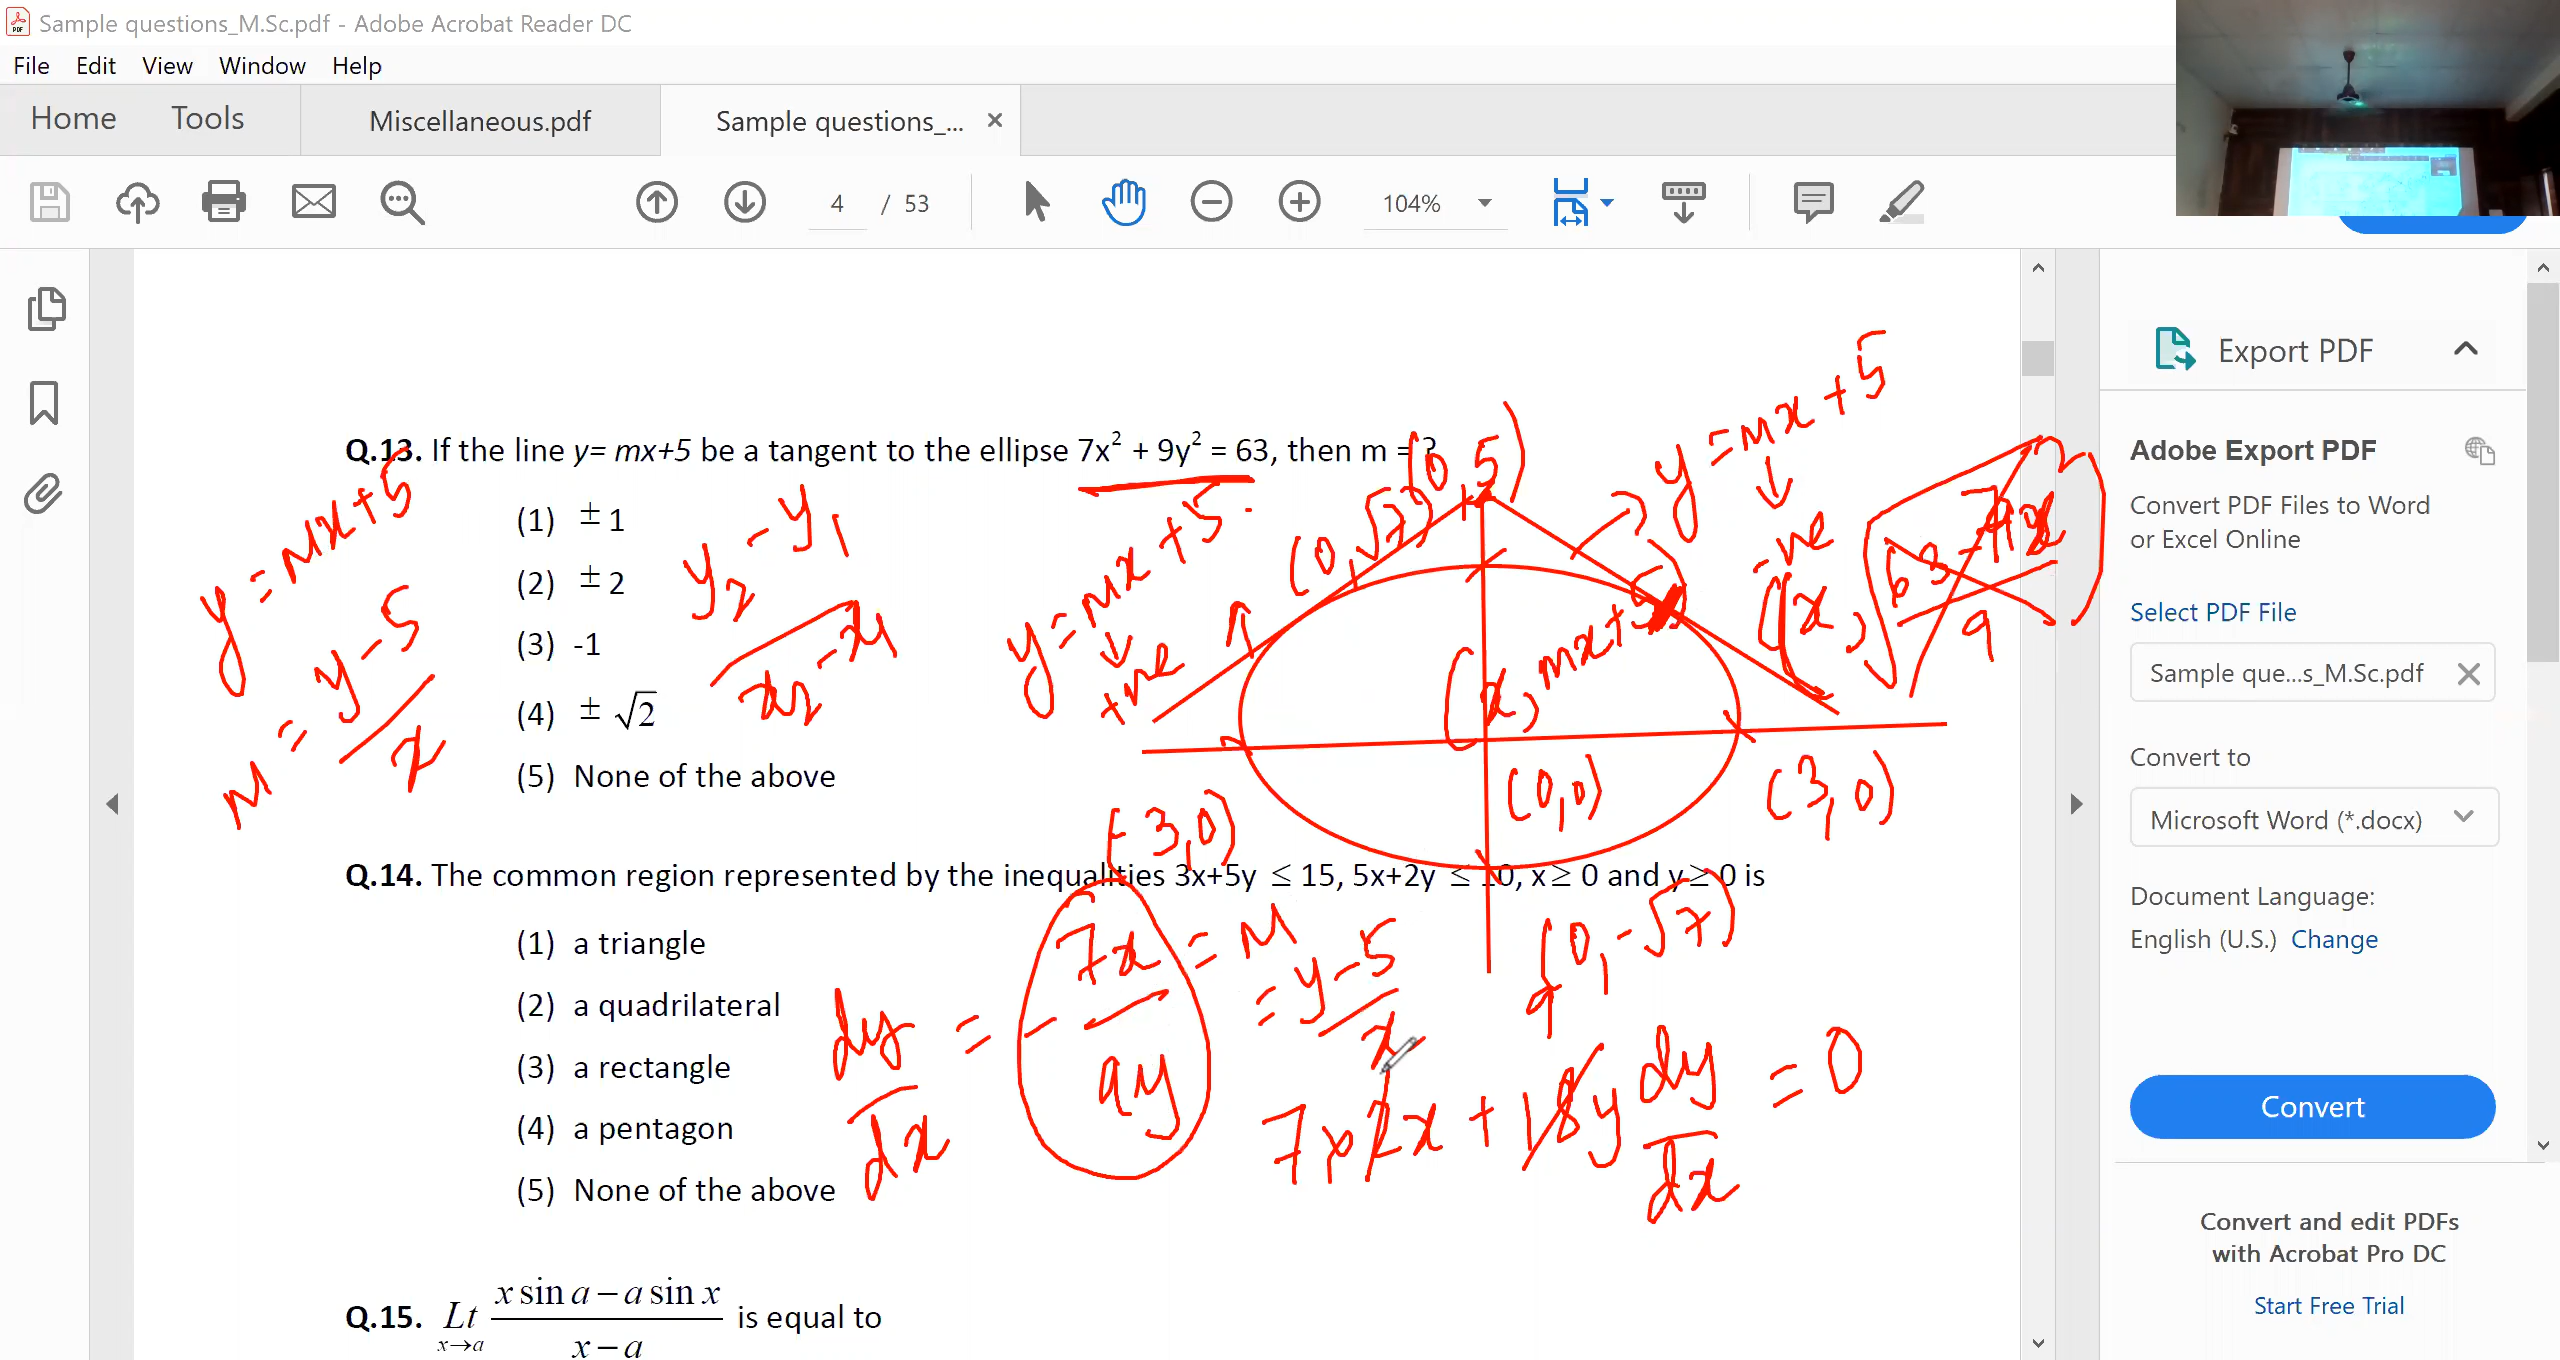 Sample questions_M.Sc.pdf - Adobe Acrobat Reader DC
File Edit View Window Help
Home Tools Miscellaneous.pdf Sample questions_... ×
4 / 53 104%
Q.13. If the line y= mx+5 be a tangent to the ellipse 7x² + 9y² = 63, then m = ?
(1) ± 1
(2) ± 2
(3) -1
(4) ± √2
(5) None of the above
y = mx+5
m = y-5/x
y2 - y1
x2 - x1
y = mx+5
+ve
(0,√7)
(0,5)
y = mx+5
-ve
(x, mx+5)
(x, √63-7x²/9)
(-3,0)
(0,0)
(3,0)
(0,-√7)
Q.14. The common region represented by the inequalities 3x+5y ≤ 15, 5x+2y ≤ 10, x≥ 0 and y≥ 0 is
(1) a triangle
(2) a quadrilateral
(3) a rectangle
(4) a pentagon
(5) None of the above
dy/dx = -7x/9y = m
= y-5/x
7×2x + 18y dy/dx = 0
Q.15. Lt x→a x sin a – a sin x / x – a is equal to
Export PDF
Adobe Export PDF
Convert PDF Files to Word
or Excel Online
Select PDF File
Sample que...s_M.Sc.pdf
Convert to
Microsoft Word (*.docx)
Document Language:
English (U.S.) Change
Convert
Convert and edit PDFs
with Acrobat Pro DC
Start Free Trial